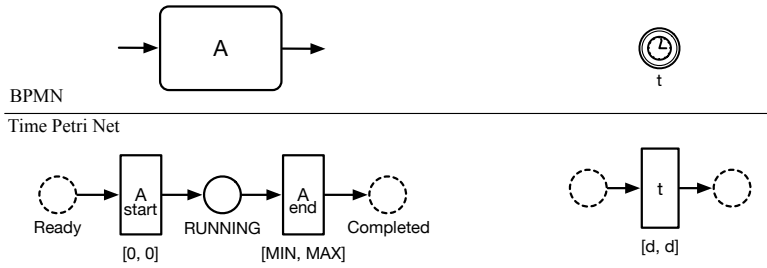 A
t
BPMN
Time Petri Net
A
start
A
end
t
Ready
RUNNING
Completed
[0, 0]
[MIN, MAX]
[d, d]